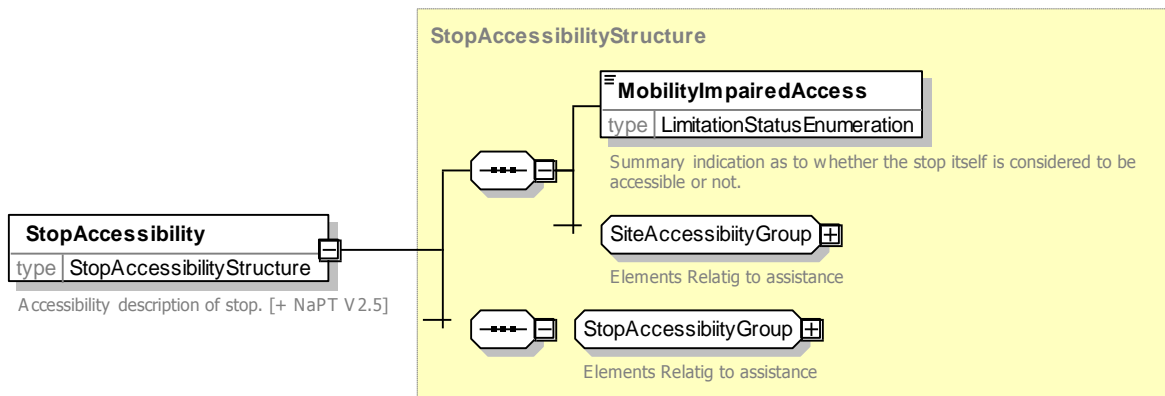 StopAccessibilityStructure
MobilityImpairedAccess
type LimitationStatusEnumeration
Summary indication as to whether the stop itself is considered to be
accessible or not.
StopAccessibility
type StopAccessibilityStructure
Accessibility description of stop. [+ NaPT V2.5]
SiteAccessibiityGroup
Elements Relatig to assistance
StopAccessibiityGroup
Elements Relatig to assistance